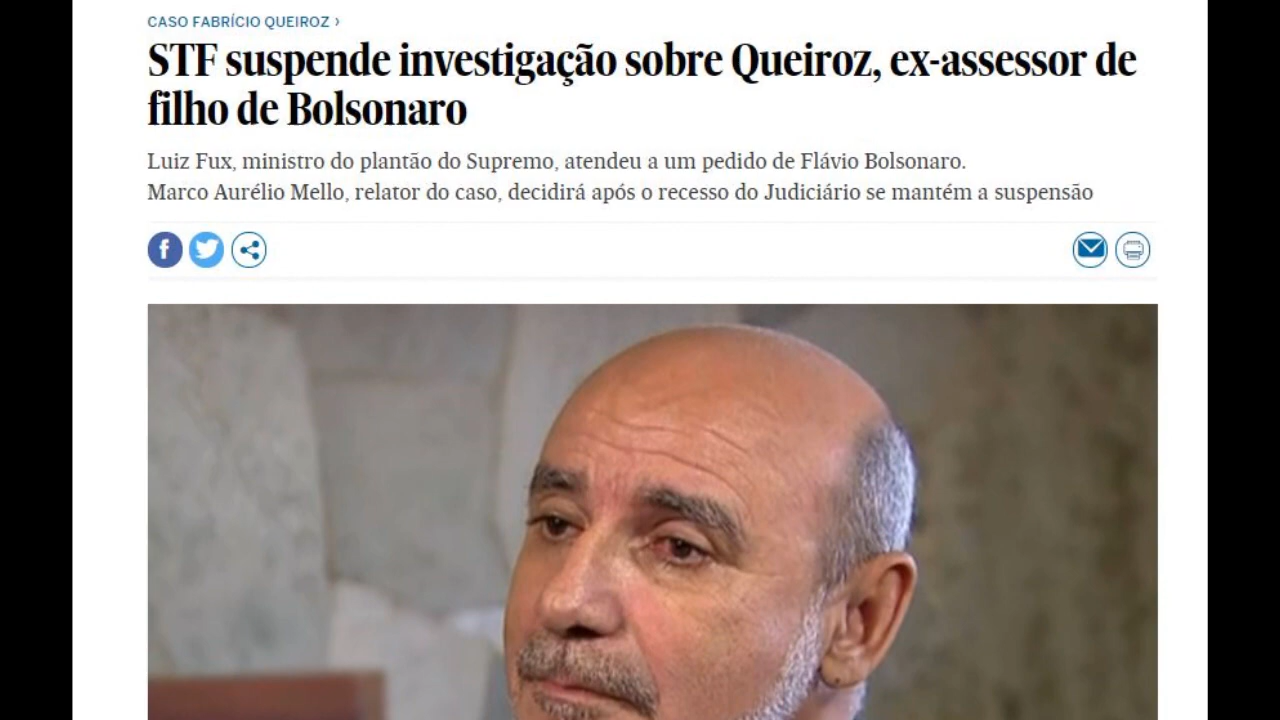 CASO FABRÍCIO QUEIROZ ›
STF suspende investigação sobre Queiroz, ex-assessor de
filho de Bolsonaro
Luiz Fux, ministro do plantão do Supremo, atendeu a um pedido de Flávio Bolsonaro.
Marco Aurélio Mello, relator do caso, decidirá após o recesso do Judiciário se mantém a suspensão